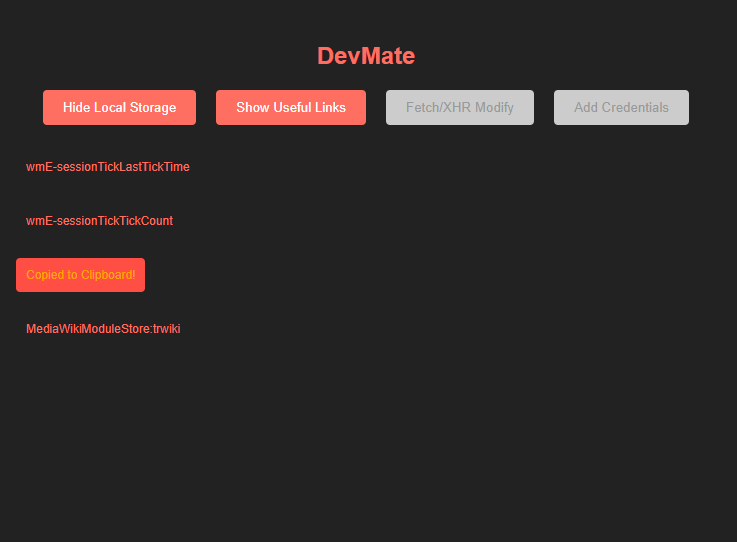 DevMate
Hide Local Storage Show Useful Links Fetch/XHR Modify Add Credentials
wmE-sessionTickLastTickTime
wmE-sessionTickTickCount
Copied to Clipboard!
MediaWikiModuleStore:trwiki